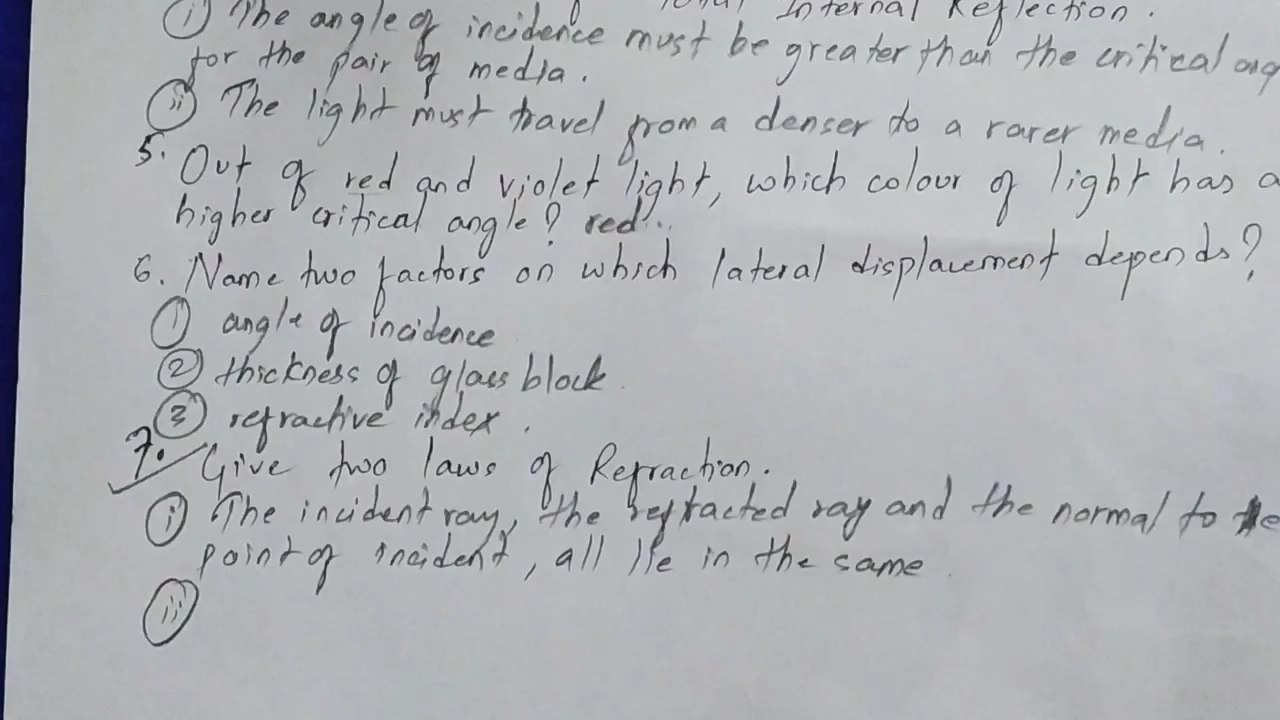 (i) The angle of incidence must be greater than the critical ang
for the pair of media.
(ii) The light must travel from a denser to a rarer media.
5. Out of red and violet light, which colour of light has a
higher critical angle? red..
6. Name two factors on which lateral displacement depends?
(1) angle of incidence
(2) thickness of glass block
(3) refractive index.
7. Give two laws of Refraction.
(i) The incident ray, the refracted ray and the normal to the
point of incident, all lie in the same
(ii)